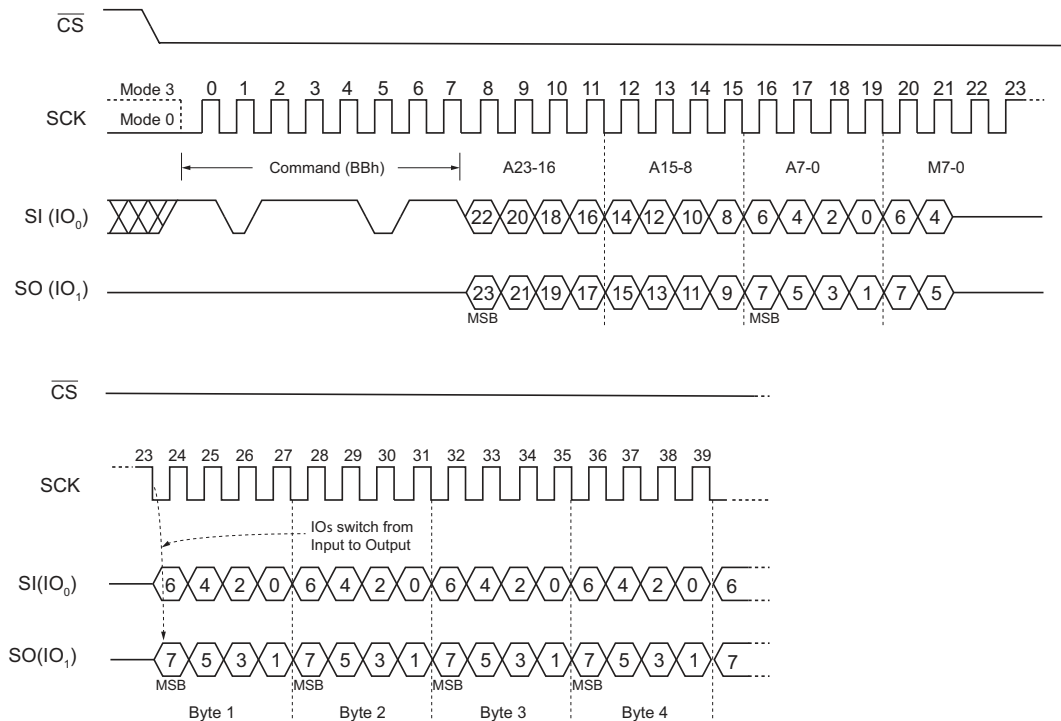 CS
Mode 3 0 1 2 3 4 5 6 7 8 9 10 11 12 13 14 15 16 17 18 19 20 21 22 23
SCK Mode 0
Command (BBh) A23-16 A15-8 A7-0 M7-0
SI (IO0) 22 20 18 16 14 12 10 8 6 4 2 0 6 4
SO (IO1) 23 21 19 17 15 13 11 9 7 5 3 1 7 5
MSB MSB
CS
23 24 25 26 27 28 29 30 31 32 33 34 35 36 37 38 39
SCK
IOs switch from
Input to Output
SI(IO0) 6 4 2 0 6 4 2 0 6 4 2 0 6 4 2 0 6
SO(IO1) 7 5 3 1 7 5 3 1 7 5 3 1 7 5 3 1 7
MSB MSB MSB MSB
Byte 1 Byte 2 Byte 3 Byte 4